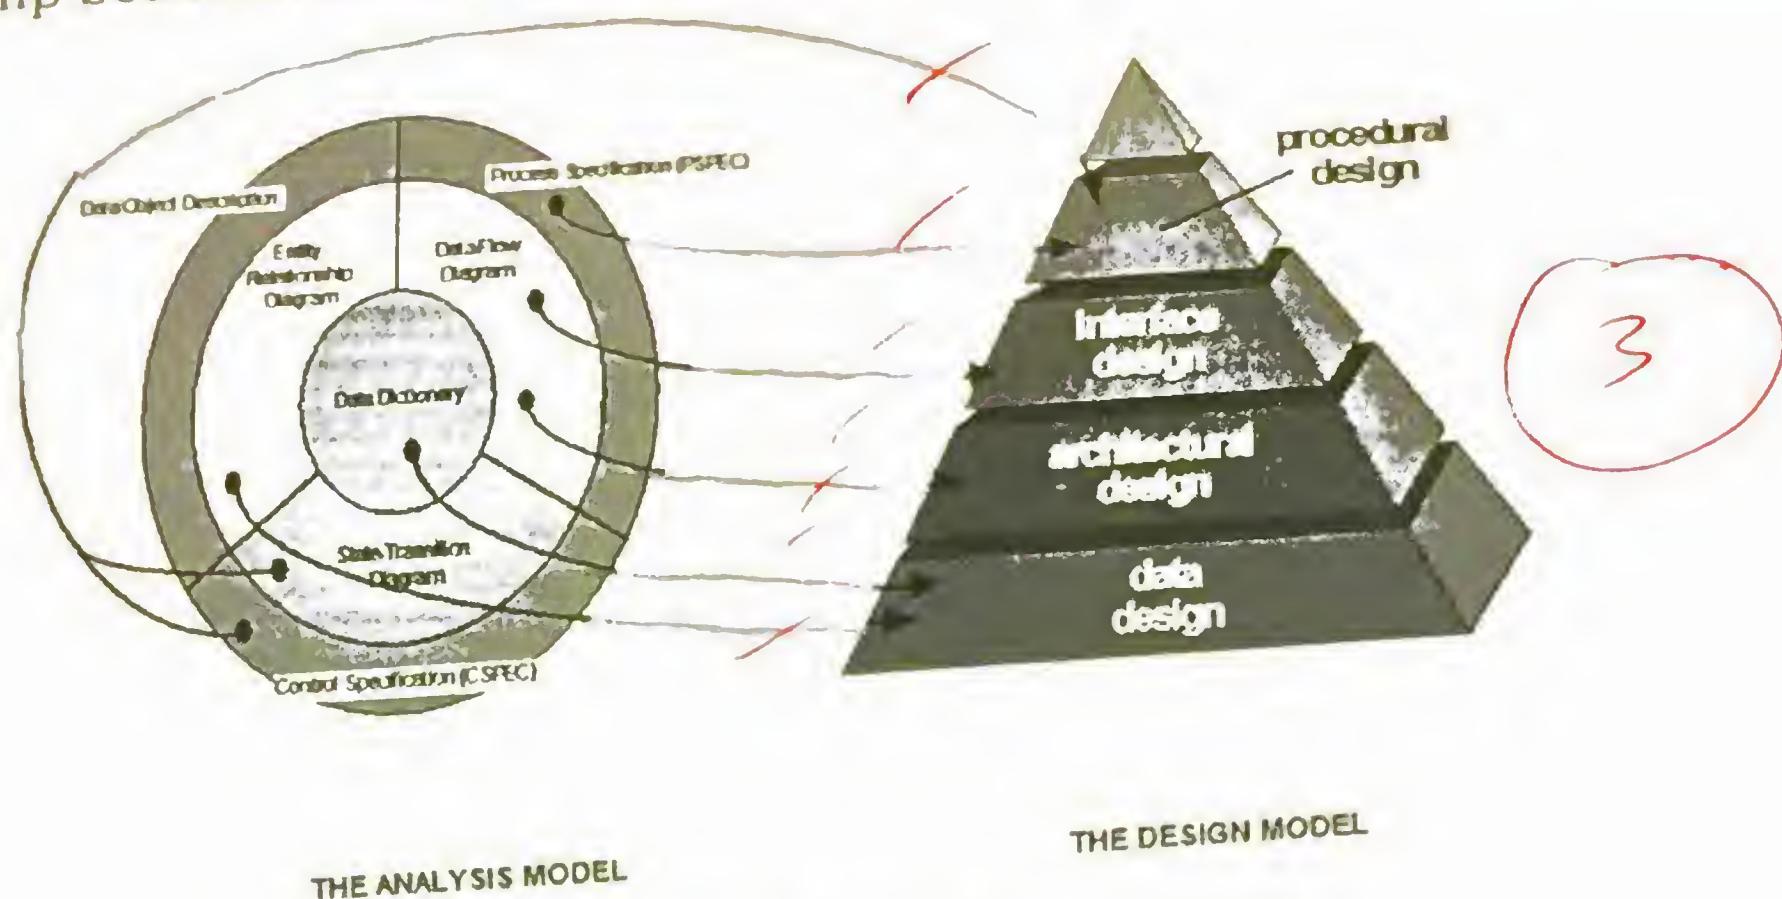 Data Object Description
Process Specification (PSPEC)
Entity
Relationship
Diagram
Data Flow
Diagram
Data Dictionary
State Transition
Diagram
Control Specification (CSPEC)
THE ANALYSIS MODEL
procedural
design
interface
design
architectural
design
data
design
THE DESIGN MODEL
3